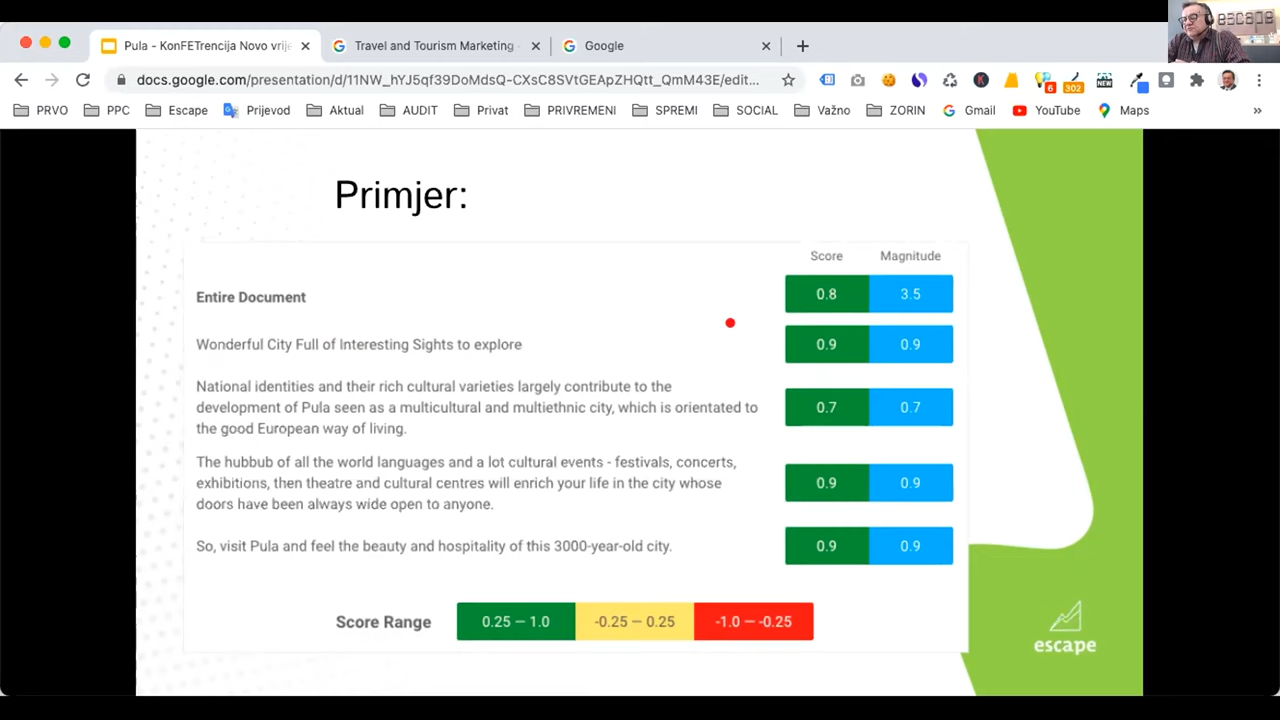 Pula - KonFETrencija Novo vrije
Travel and Tourism Marketing
Google
escape
docs.google.com/presentation/d/11NW_hYJ5qf39DoMdsQ-CXsC8SVtGEApZHQtt_QmM43E/edit...
6
302
NEW
PRVO
PPC
Escape
Prijevod
Aktual
AUDIT
Privat
PRIVREMENI
SPREMI
SOCIAL
Važno
ZORIN
Gmail
YouTube
Maps
»
Primjer:
Score Magnitude
Entire Document 0.8 3.5
Wonderful City Full of Interesting Sights to explore 0.9 0.9
National identities and their rich cultural varieties largely contribute to the
development of Pula seen as a multicultural and multiethnic city, which is orientated to 0.7 0.7
the good European way of living.
The hubbub of all the world languages and a lot cultural events - festivals, concerts,
exhibitions, then theatre and cultural centres will enrich your life in the city whose 0.9 0.9
doors have been always wide open to anyone.
So, visit Pula and feel the beauty and hospitality of this 3000-year-old city. 0.9 0.9
Score Range 0.25 — 1.0 -0.25 — 0.25 -1.0 — -0.25
escape